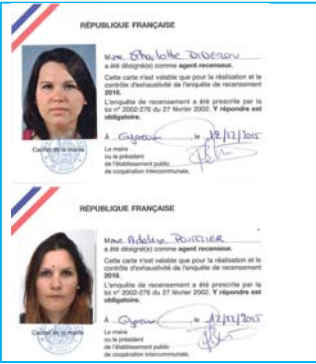 RÉPUBLIQUE FRANÇAISE
Mme Charlotte DIDEROU
a été désigné(e) comme agent recenseur.
Cette carte n'est valable que pour la réalisation et le
contrôle d'exhaustivité de l'enquête de recensement
2016.
L'enquête de recensement a été prescrite par la
loi n° 2002-276 du 27 février 2002. Y répondre est
obligatoire.
À le 12/12/2015
Cachet de la mairie
Le maire
ou le président
de l'établissement public
de coopération intercommunale,
RÉPUBLIQUE FRANÇAISE
Mme Adeline
a été désigné(e) comme agent recenseur.
Cette carte n'est valable que pour la réalisation et le
contrôle d'exhaustivité de l'enquête de recensement
2016.
L'enquête de recensement a été prescrite par la
loi n° 2002-276 du 27 février 2002. Y répondre est
obligatoire.
À le 12/12/2015
Cachet de la mairie
Le maire
ou le président
de l'établissement public
de coopération intercommunale,